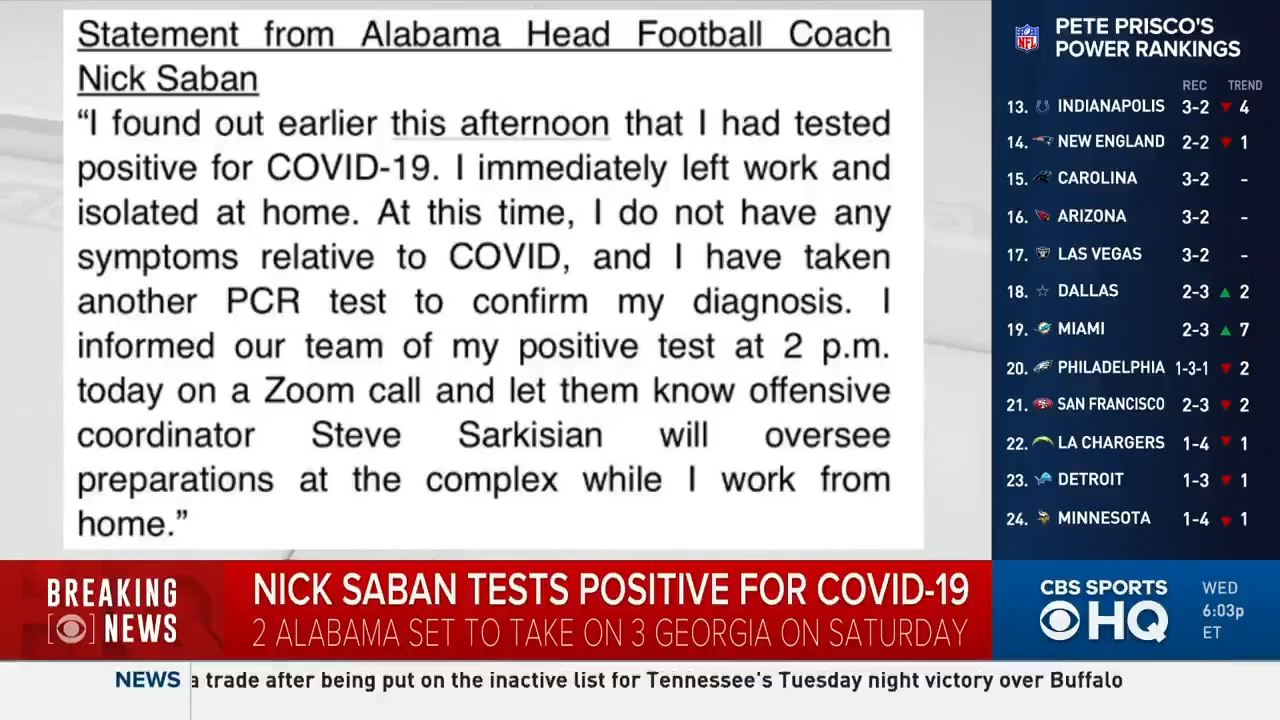 Statement from Alabama Head Football Coach
Nick Saban
“I found out earlier this afternoon that I had tested
positive for COVID-19. I immediately left work and
isolated at home. At this time, I do not have any
symptoms relative to COVID, and I have taken
another PCR test to confirm my diagnosis. I
informed our team of my positive test at 2 p.m.
today on a Zoom call and let them know offensive
coordinator Steve Sarkisian will oversee
preparations at the complex while I work from
home.”
NFL
PETE PRISCO'S
POWER RANKINGS
REC TREND
13. INDIANAPOLIS 3-2 ▼ 4
14. NEW ENGLAND 2-2 ▼ 1
15. CAROLINA 3-2 -
16. ARIZONA 3-2 -
17. LAS VEGAS 3-2 -
18. DALLAS 2-3 ▲ 2
19. MIAMI 2-3 ▲ 7
20. PHILADELPHIA 1-3-1 ▼ 2
21. SAN FRANCISCO 2-3 ▼ 2
22. LA CHARGERS 1-4 ▼ 1
23. DETROIT 1-3 ▼ 1
24. MINNESOTA 1-4 ▼ 1
BREAKING
NEWS
NICK SABAN TESTS POSITIVE FOR COVID-19
2 ALABAMA SET TO TAKE ON 3 GEORGIA ON SATURDAY
CBS SPORTS
HQ
WED
6:03p
ET
NEWS a trade after being put on the inactive list for Tennessee's Tuesday night victory over Buffalo